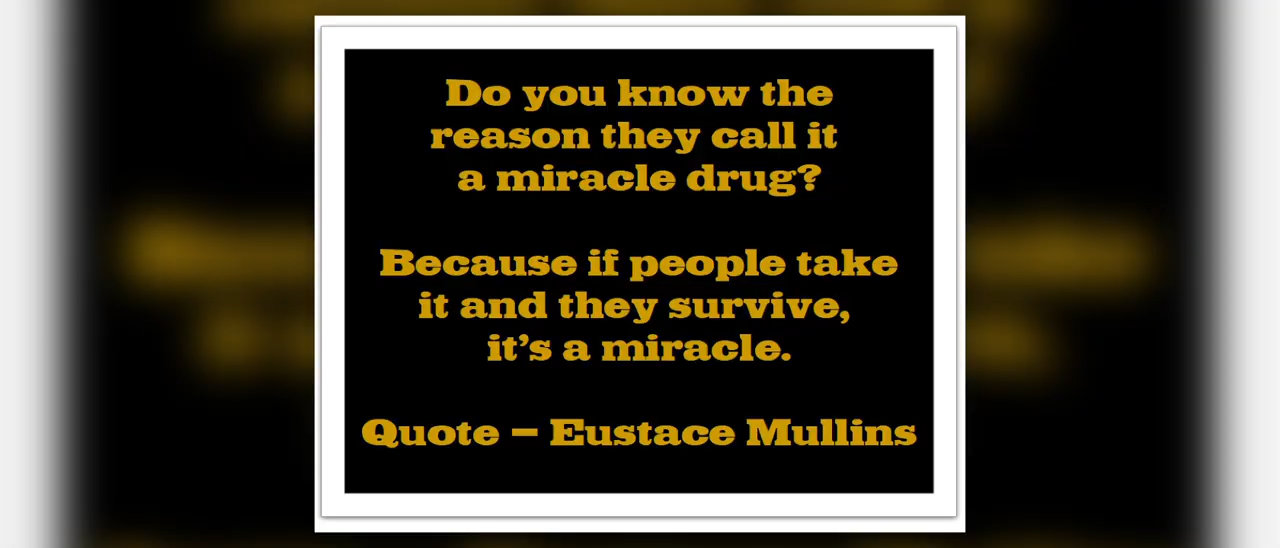 Do you know the
reason they call it
a miracle drug?
Because if people take
it and they survive,
it’s a miracle.
Quote – Eustace Mullins